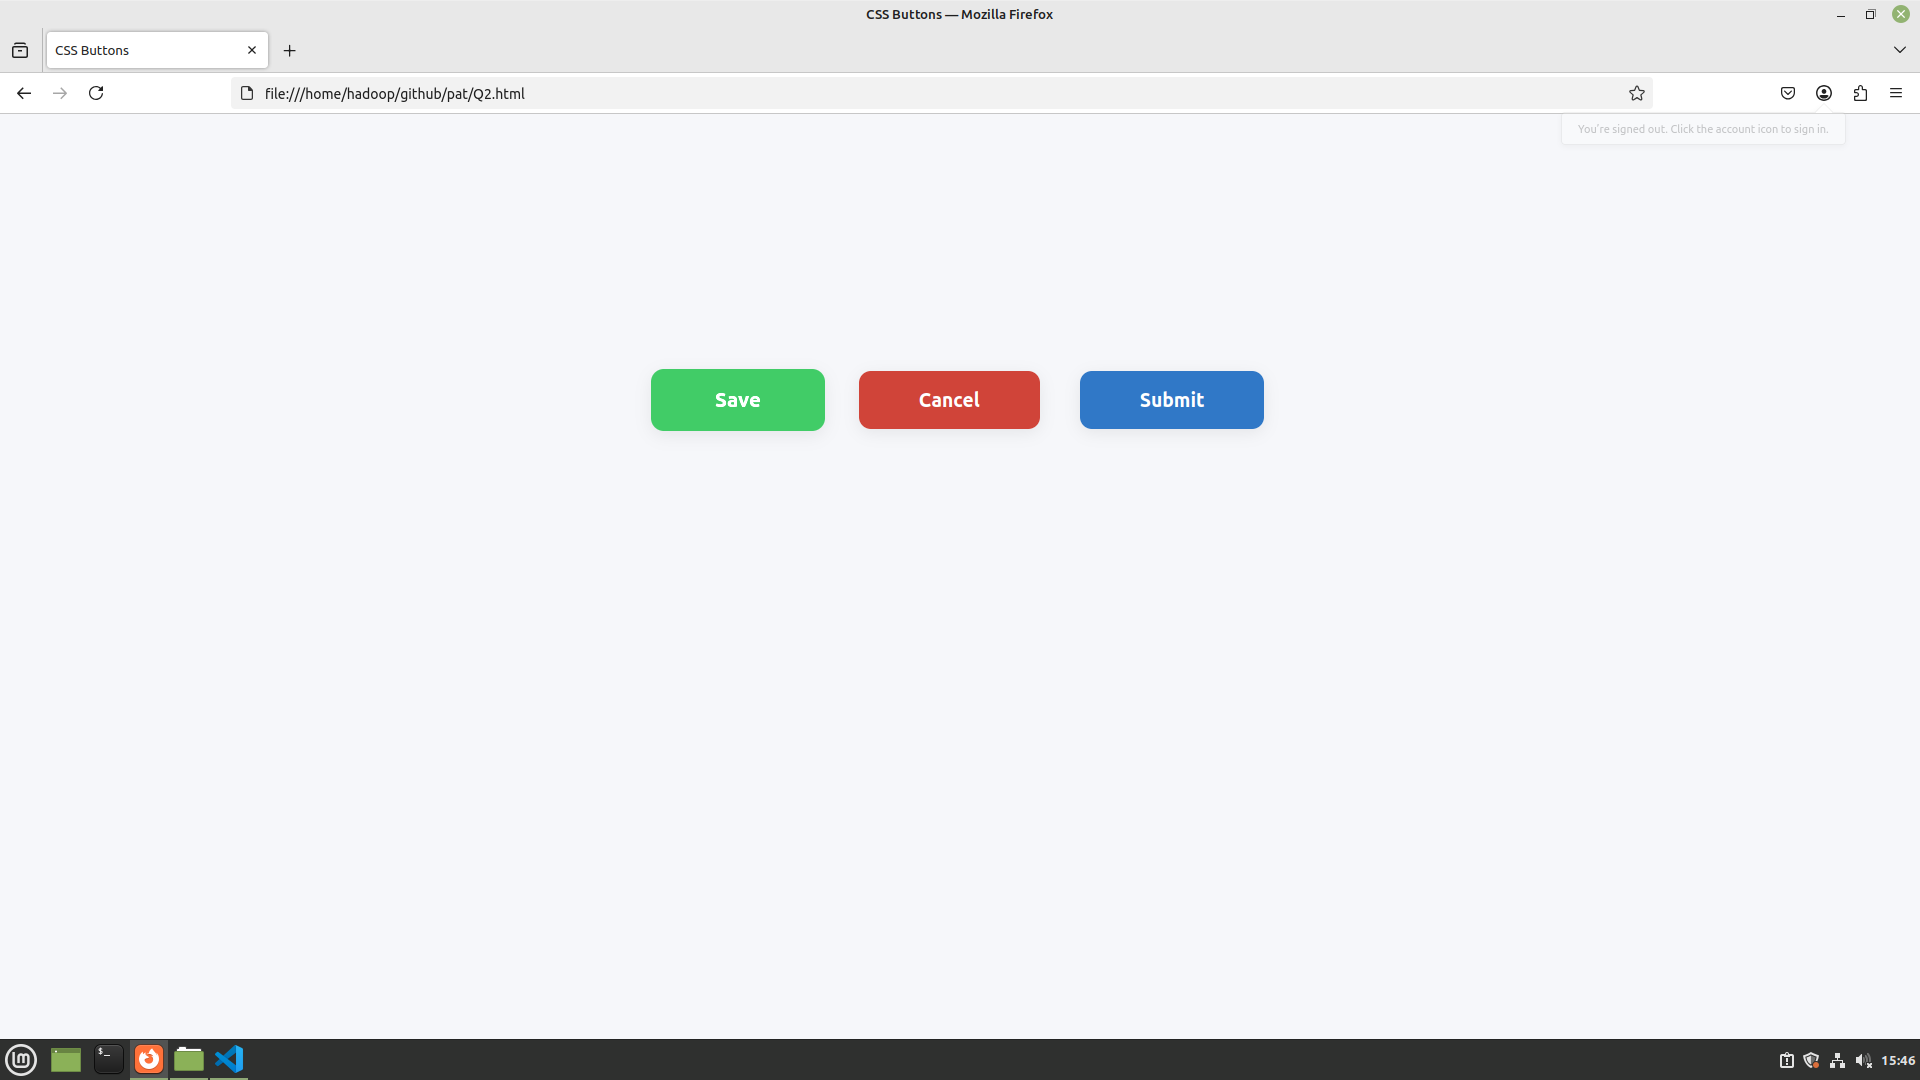 CSS Buttons — Mozilla Firefox
CSS Buttons
file:///home/hadoop/github/pat/Q2.html
You're signed out. Click the account icon to sign in.
Save
Cancel
Submit
$_
lm
15:46